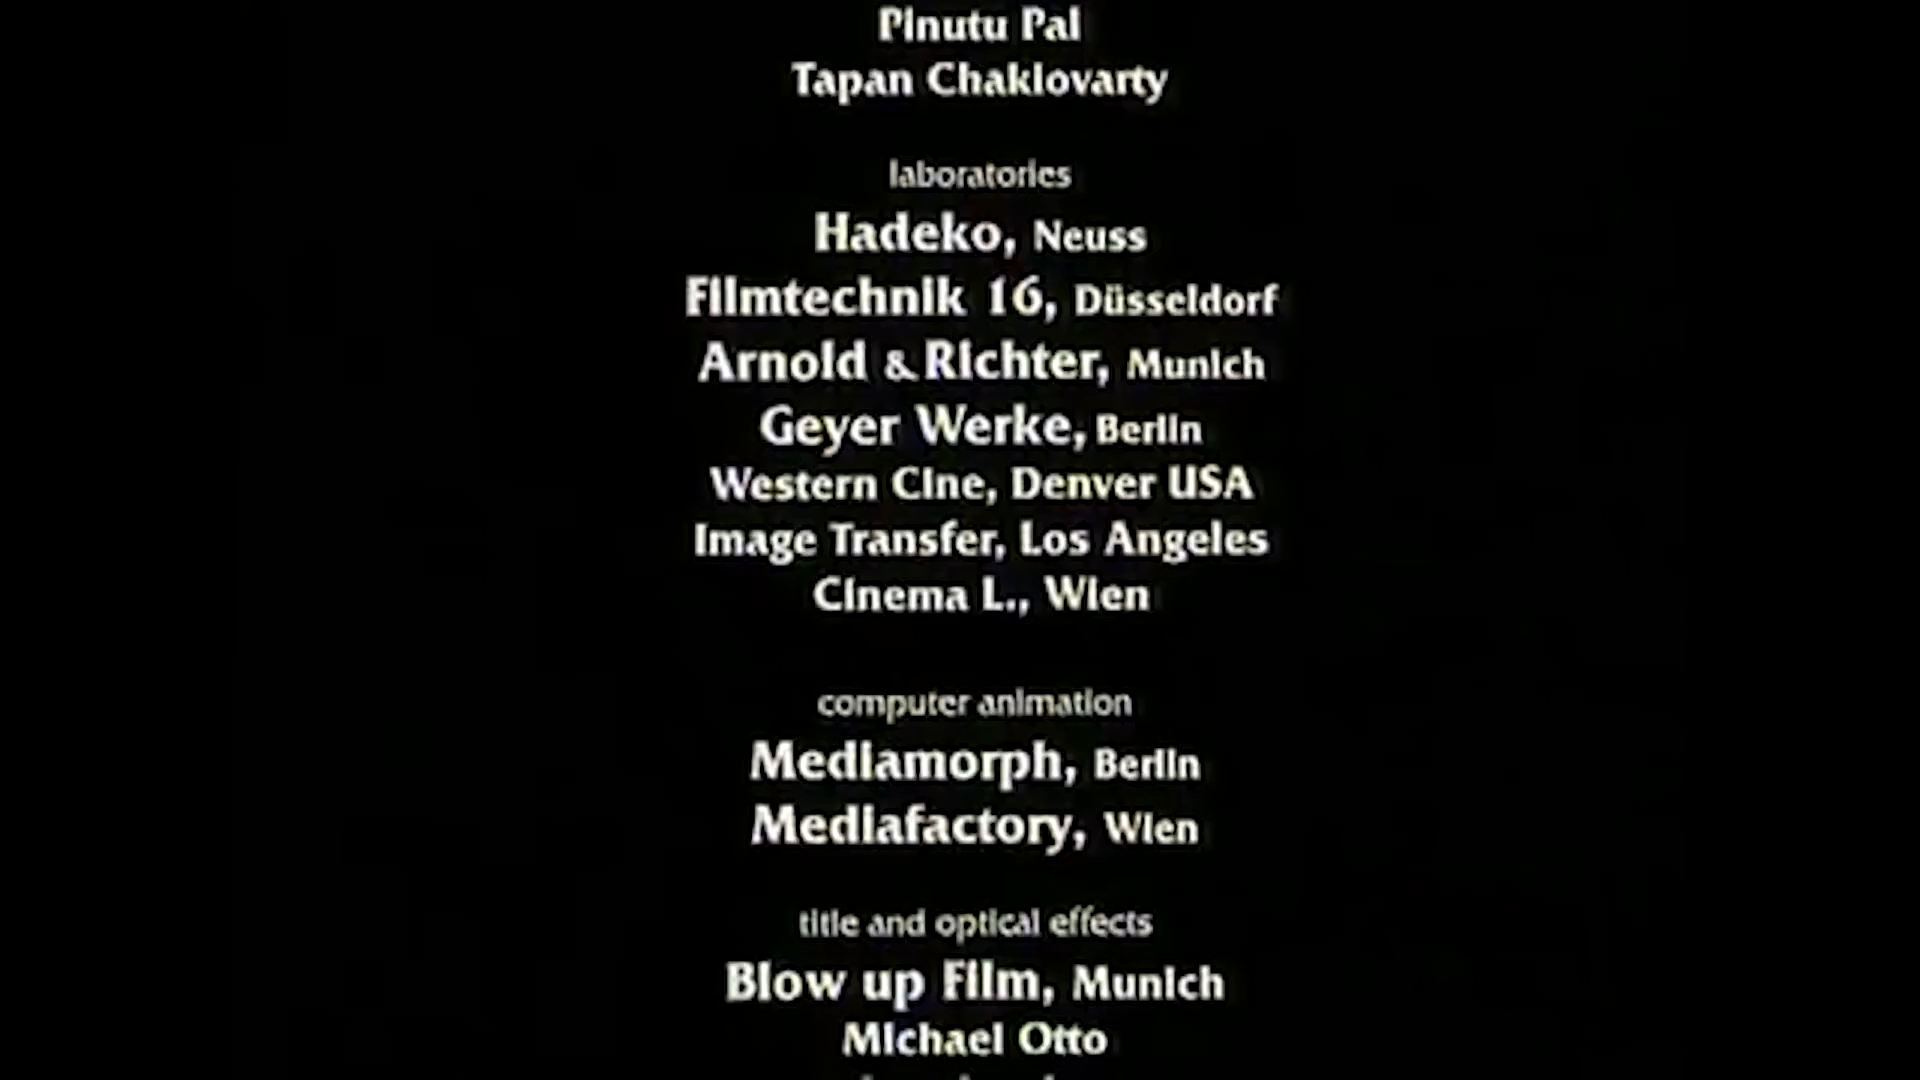 Pinutu Pal
Tapan Chaklovarty
laboratories
Hadeko, Neuss
Filmtechnik 16, Düsseldorf
Arnold & Richter, Munich
Geyer Werke, Berlin
Western Cine, Denver USA
Image Transfer, Los Angeles
Cinema L., Wien
computer animation
Mediamorph, Berlin
Mediafactory, Wien
title and optical effects
Blow up Film, Munich
Michael Otto